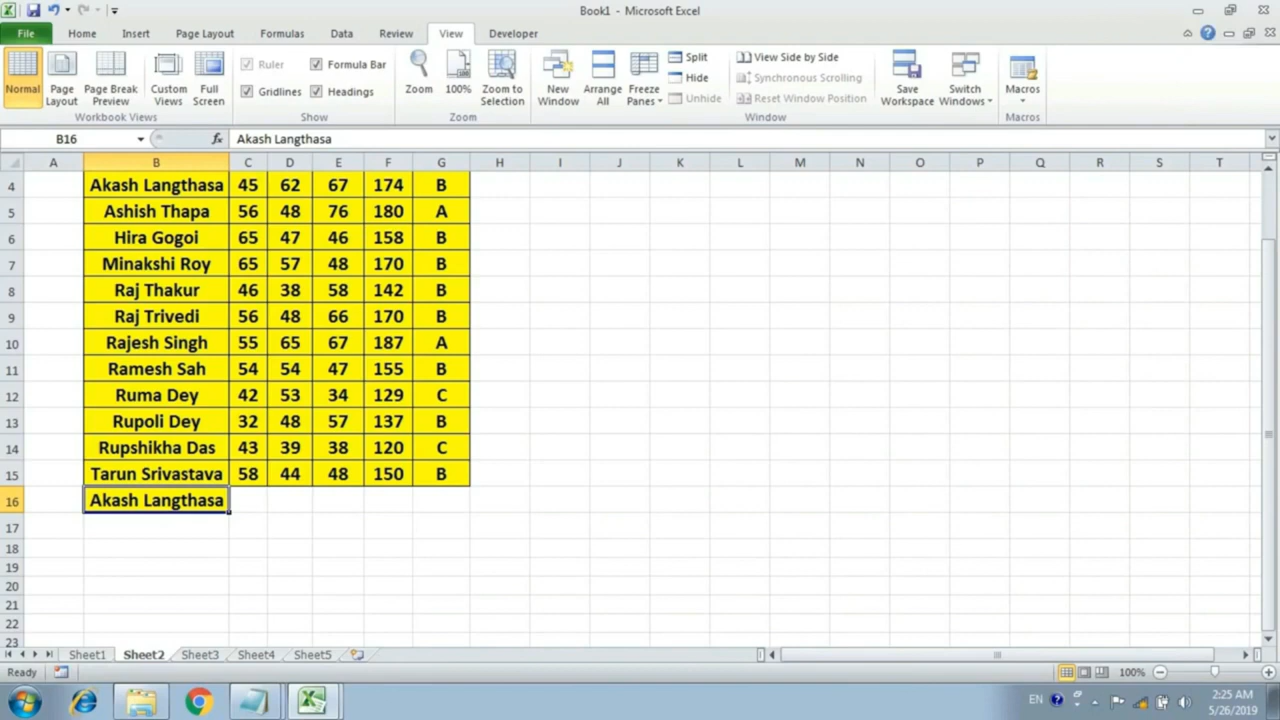 Book1 - Microsoft Excel
File Home Insert Page Layout Formulas Data Review View Developer
Normal
Page Layout
Page Break Preview
Custom Views
Full Screen
Workbook Views
Ruler
Formula Bar
Gridlines
Headings
Show
Zoom
100%
Zoom to Selection
Zoom
New Window
Arrange All
Freeze Panes
Split
Hide
Unhide
View Side by Side
Synchronous Scrolling
Reset Window Position
Window
Save Workspace
Switch Windows
Macros
Macros
B16 fx Akash Langthasa
A B C D E F G H I J K L M N O P Q R S T
4 Akash Langthasa 45 62 67 174 B
5 Ashish Thapa 56 48 76 180 A
6 Hira Gogoi 65 47 46 158 B
7 Minakshi Roy 65 57 48 170 B
8 Raj Thakur 46 38 58 142 B
9 Raj Trivedi 56 48 66 170 B
10 Rajesh Singh 55 65 67 187 A
11 Ramesh Sah 54 54 47 155 B
12 Ruma Dey 42 53 34 129 C
13 Rupoli Dey 32 48 57 137 B
14 Rupshikha Das 43 39 38 120 C
15 Tarun Srivastava 58 44 48 150 B
16 Akash Langthasa
17
18
19
20
21
22
23
Sheet1 Sheet2 Sheet3 Sheet4 Sheet5
Ready 100%
EN 2:25 AM
5/26/2019